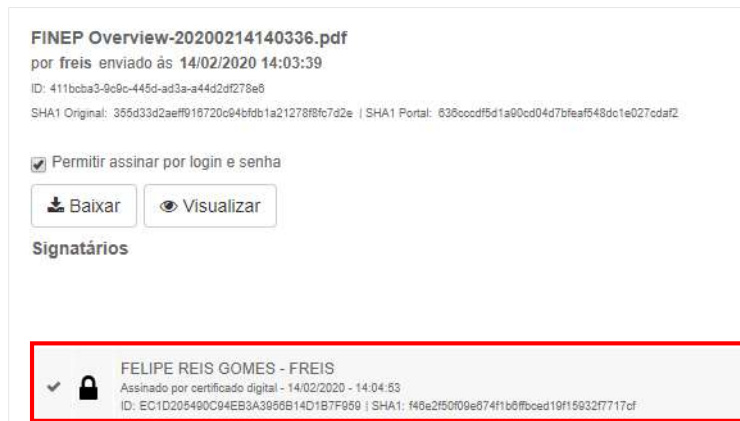 FINEP Overview-20200214140336.pdf
por freis enviado ás 14/02/2020 14:03:39
ID: 411bcba3-9c9c-445d-ad3a-a44d2df278e6
SHA1 Original: 355d33d2aeff916720c94bfdb1a21278f8fc7d2e | SHA1 Portal: 636cccdf5d1a90cd04d7bfeaf548dc1e027cdaf2
Permitir assinar por login e senha
Baixar Visualizar
Signatários
FELIPE REIS GOMES - FREIS
Assinado por certificado digital - 14/02/2020 - 14:04:53
ID: EC1D205490C94EB3A3956B14D1B7F959 | SHA1: f46e2f50f09e674f1b6ffbced19f15932f7717cf